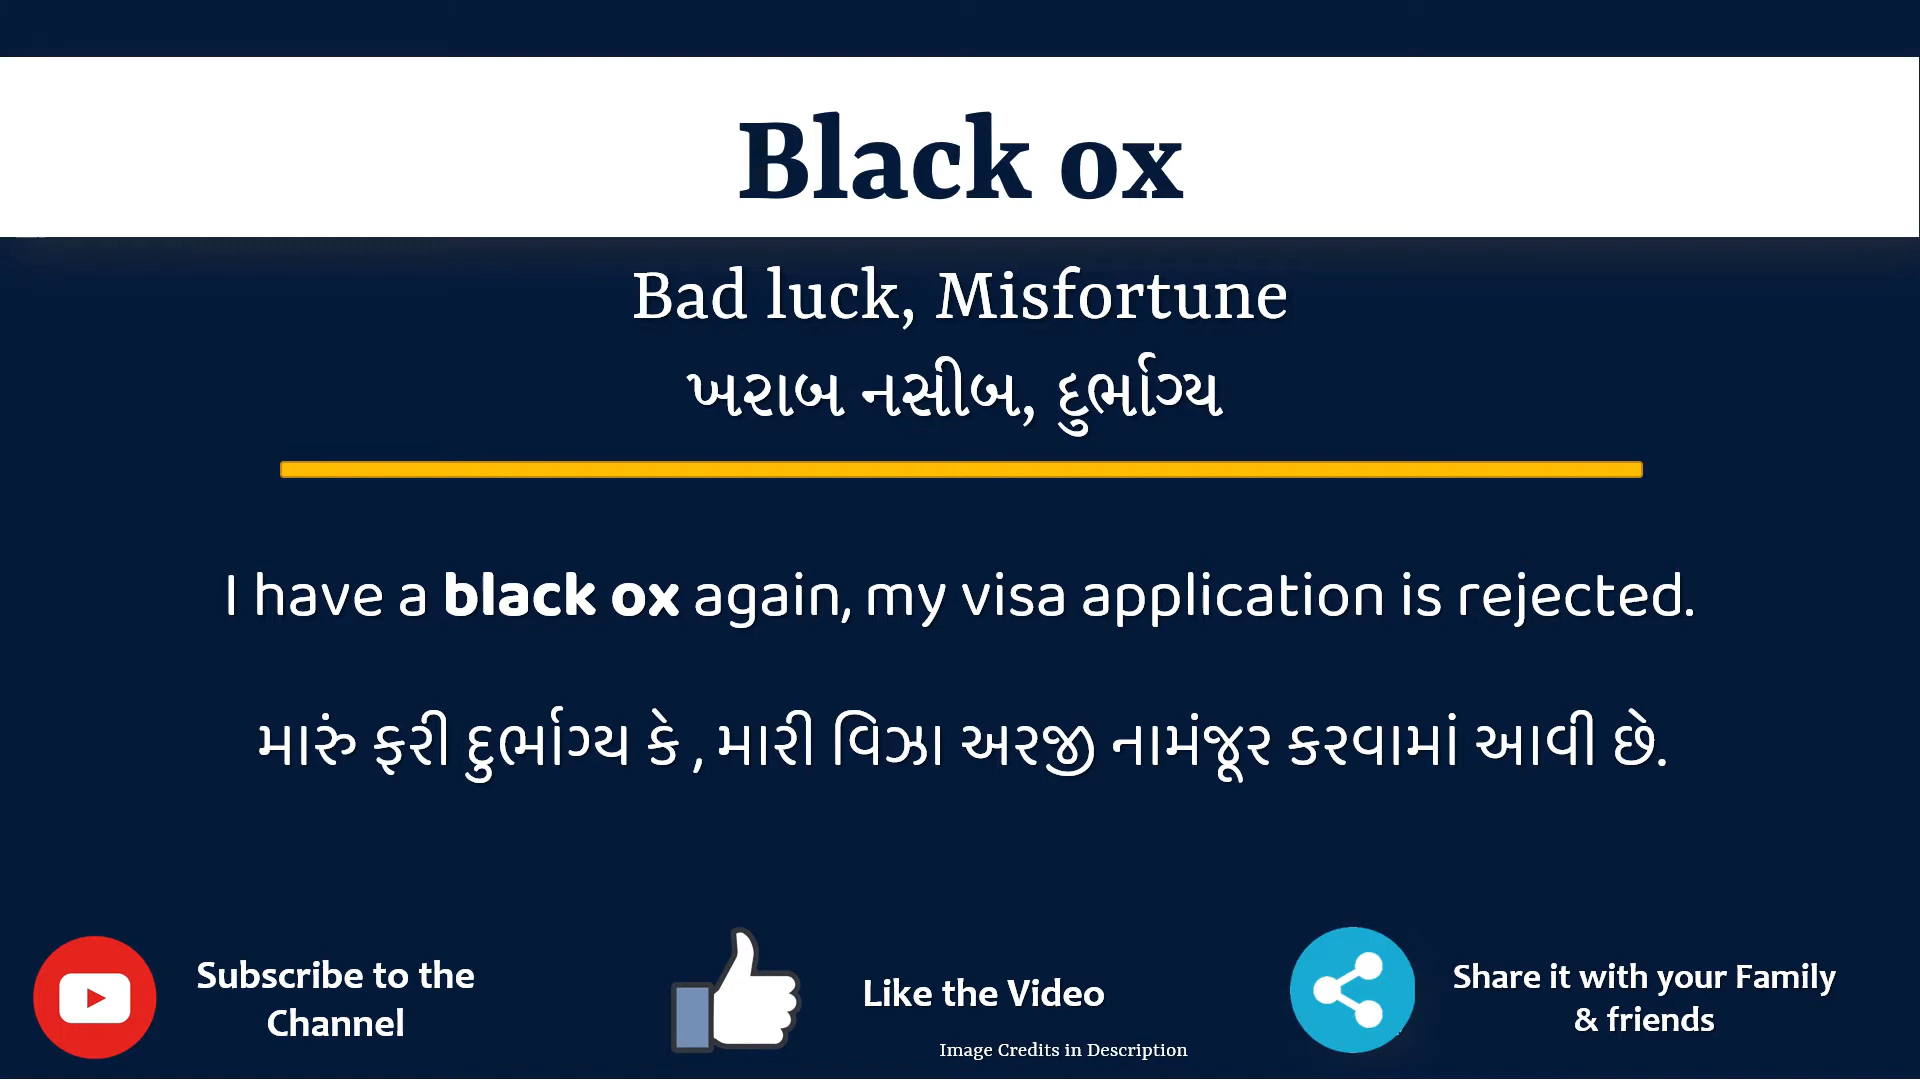 Black ox
Bad luck, Misfortune
ખરાબ નસીબ, દુર્ભાગ્ય
I have a black ox again, my visa application is rejected.
મારું ફરી દુર્ભાગ્ય કે , મારી વિઝા અરજી નામંજૂર કરવામાં આવી છે.
Subscribe to the
Channel
Like the Video
Share it with your Family
& friends
Image Credits in Description